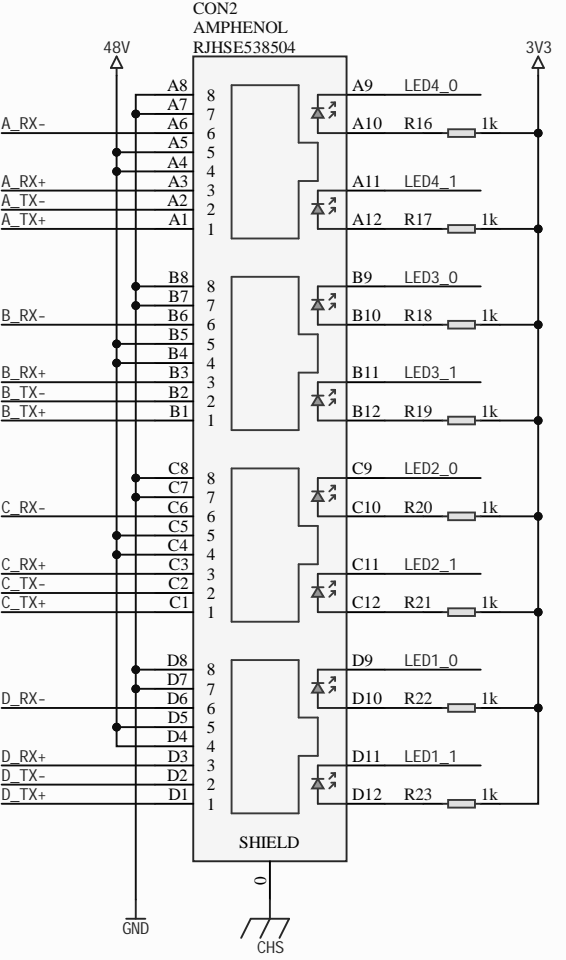 CON2
AMPHENOL
RJHSE538504
48V 3V3
A8 8 A9 LED4_0
A7 7
A_RX- A6 6 A10 R16 1k
A5 5
A4 4
A_RX+ A3 3 A11 LED4_1
A_TX- A2 2
A_TX+ A1 1 A12 R17 1k
B8 8 B9 LED3_0
B7 7
B_RX- B6 6 B10 R18 1k
B5 5
B4 4
B_RX+ B3 3 B11 LED3_1
B_TX- B2 2
B_TX+ B1 1 B12 R19 1k
C8 8 C9 LED2_0
C7 7
C_RX- C6 6 C10 R20 1k
C5 5
C4 4
C_RX+ C3 3 C11 LED2_1
C_TX- C2 2
C_TX+ C1 1 C12 R21 1k
D8 8 D9 LED1_0
D7 7
D_RX- D6 6 D10 R22 1k
D5 5
D4 4
D_RX+ D3 3 D11 LED1_1
D_TX- D2 2
D_TX+ D1 1 D12 R23 1k
SHIELD
0
GND
CHS